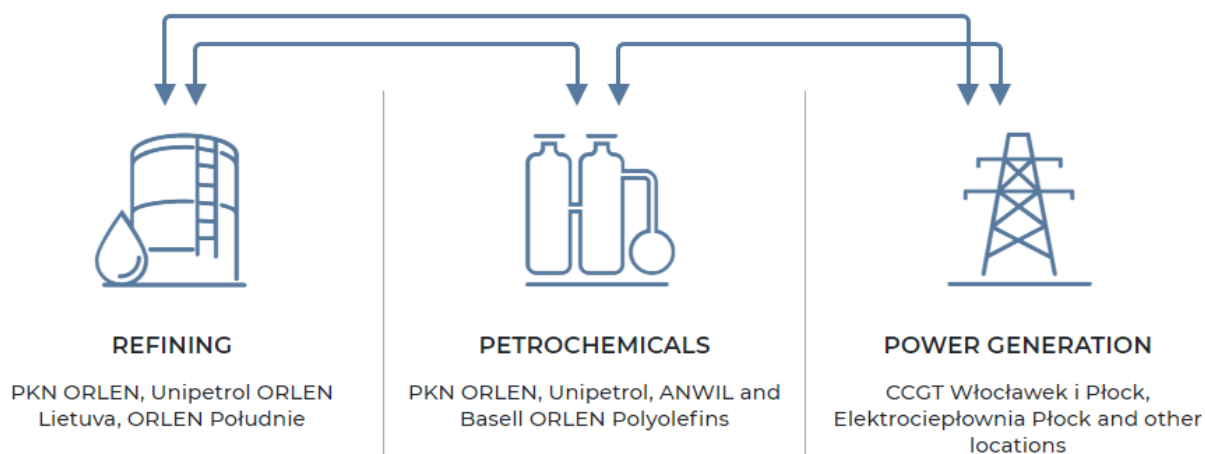 REFINING
PKN ORLEN, Unipetrol ORLEN
Lietuva, ORLEN Południe
PETROCHEMICALS
PKN ORLEN, Unipetrol, ANWIL and
Basell ORLEN Polyolefins
POWER GENERATION
CCGT Włocławek i Płock,
Elektrociepłownia Płock and other
locations